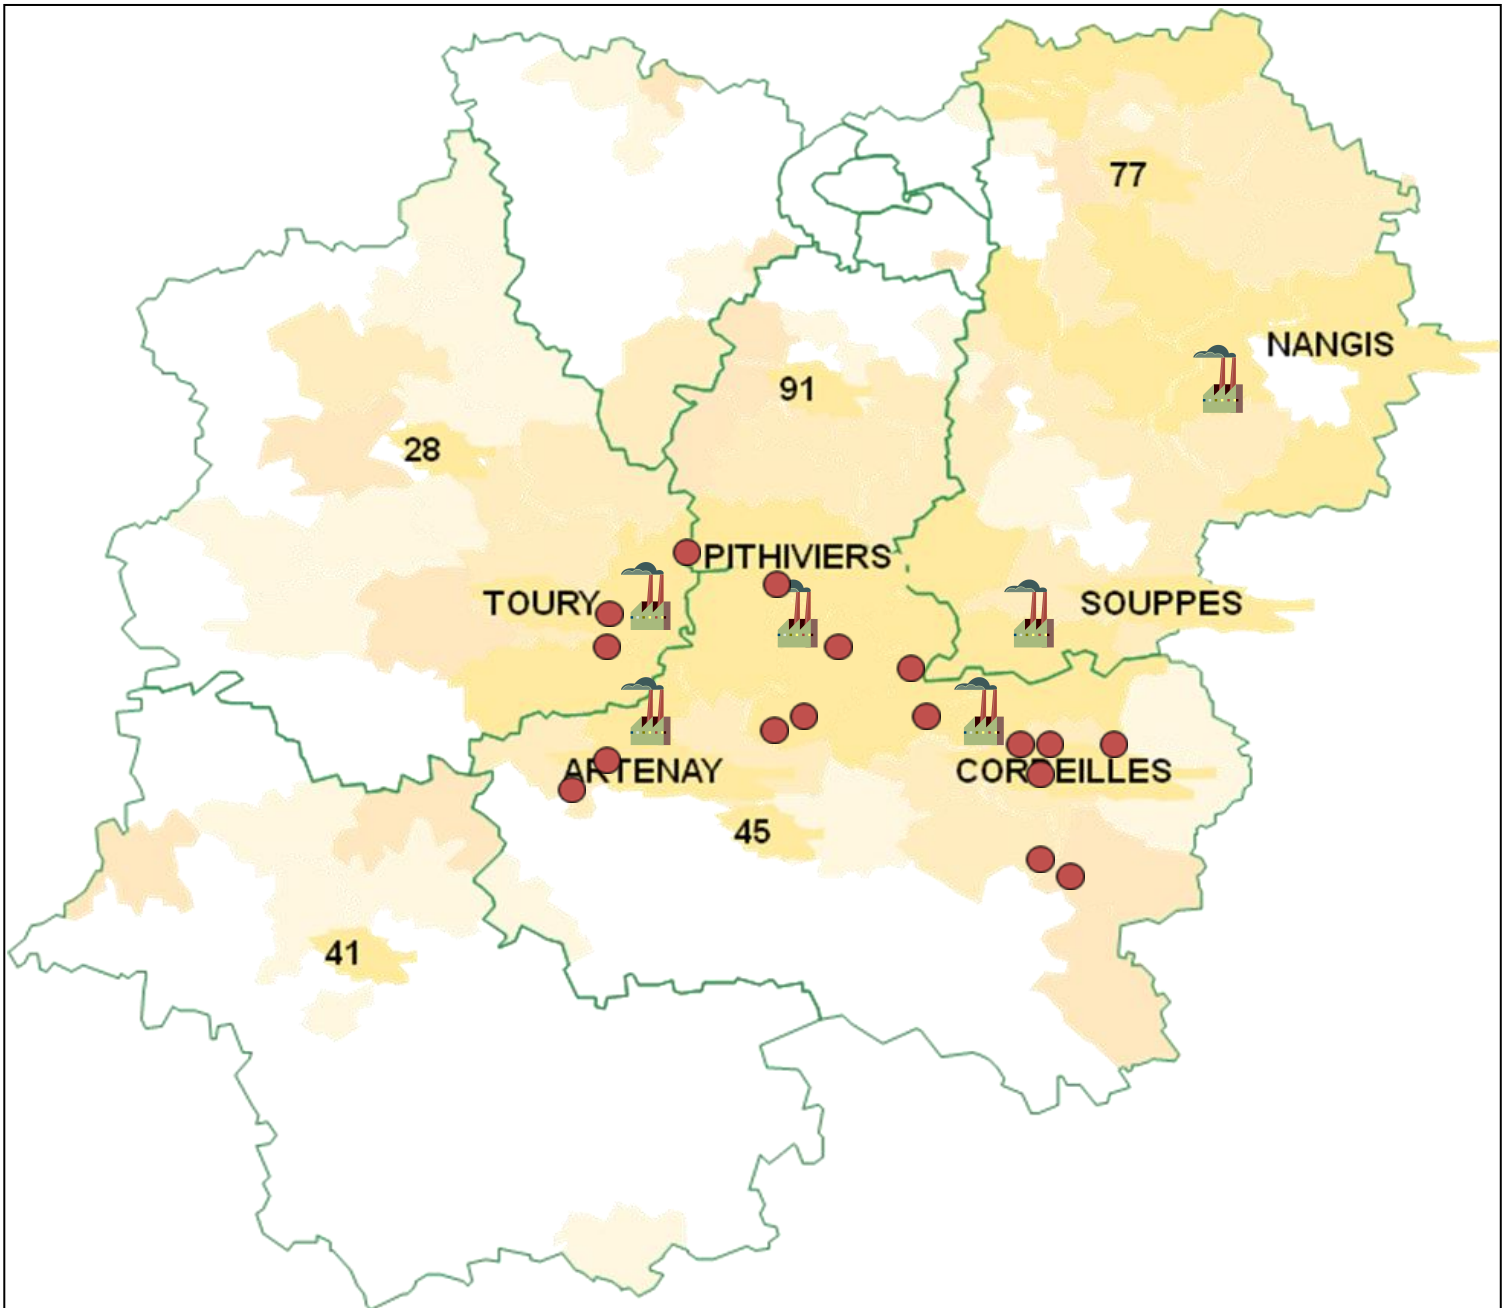 77
NANGIS
91
28
PITHIVIERS
TOURY
SOUPPES
ARTENAY
CORBEILLES
45
41